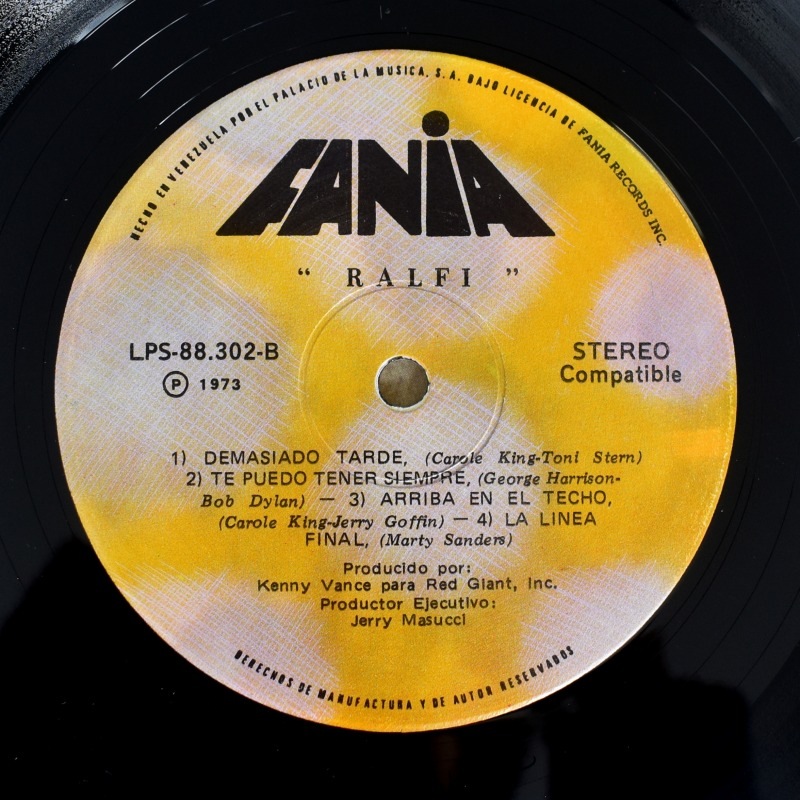 HECHO EN VENEZUELA POR EL PALACIO DE LA MUSICA, S.A. BAJO LICENCIA DE FANIA RECORDS INC.
FANIA
“ RALFI ”
LPS-88.302-B
Ⓟ 1973
STEREO
Compatible
1) DEMASIADO TARDE, (Carole King-Toni Stern)
2) TE PUEDO TENER SIEMPRE, (George Harrison-
Bob Dylan) — 3) ARRIBA EN EL TECHO,
(Carole King-Jerry Goffin) — 4) LA LINEA
FINAL, (Marty Sanders)
Producido por:
Kenny Vance para Red Giant, Inc.
Productor Ejecutivo:
Jerry Masucci
DERECHOS DE MANUFACTURA Y DE AUTOR RESERVADOS